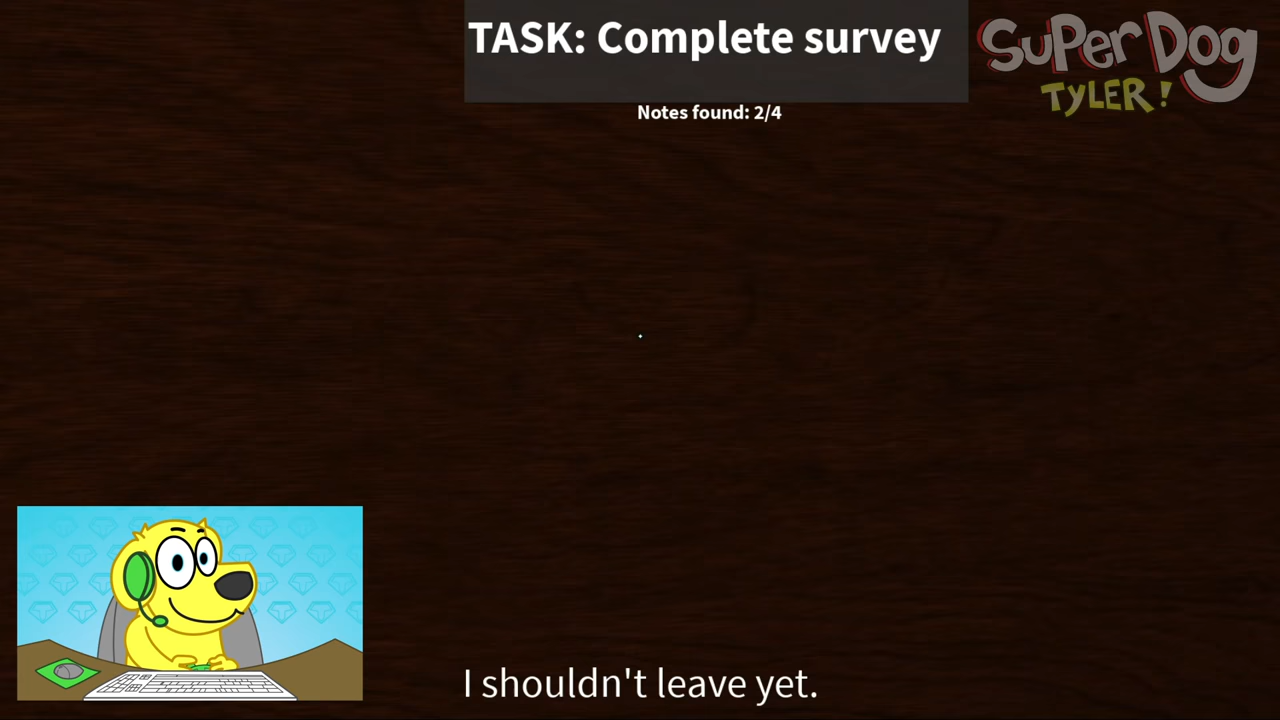 TASK: Complete survey
SuPer Dog
TYLER!
Notes found: 2/4
I shouldn't leave yet.